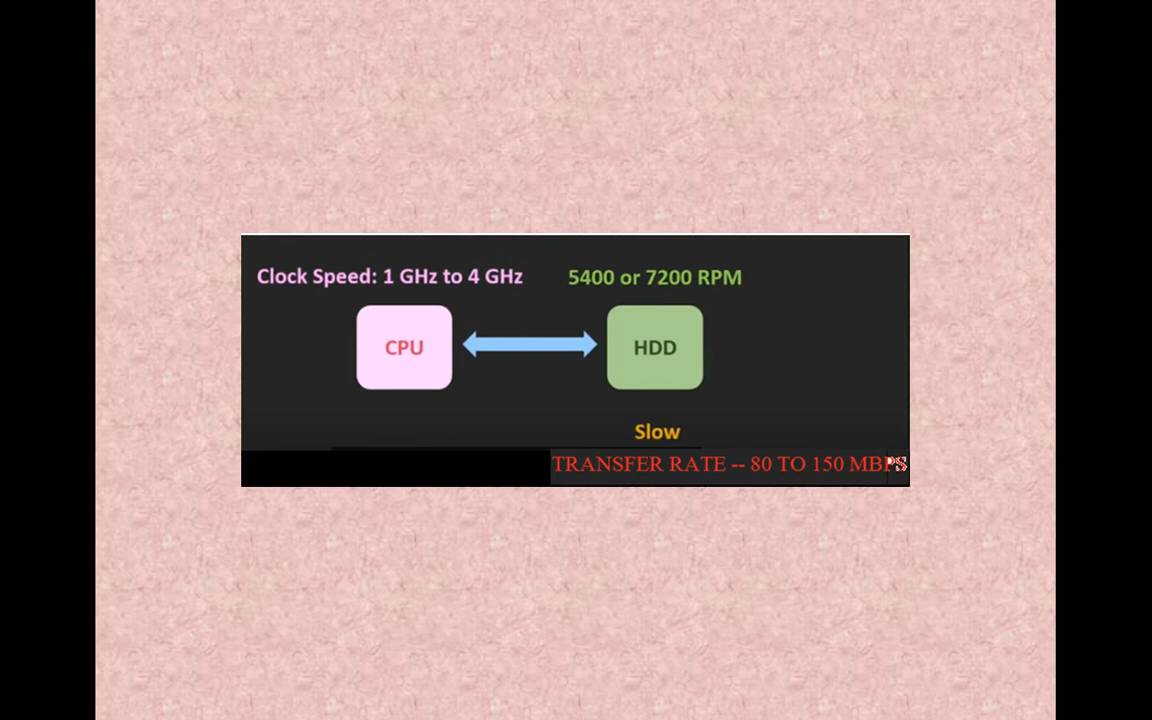 Clock Speed: 1 GHz to 4 GHz
5400 or 7200 RPM
CPU
HDD
Slow
TRANSFER RATE -- 80 TO 150 MBPS